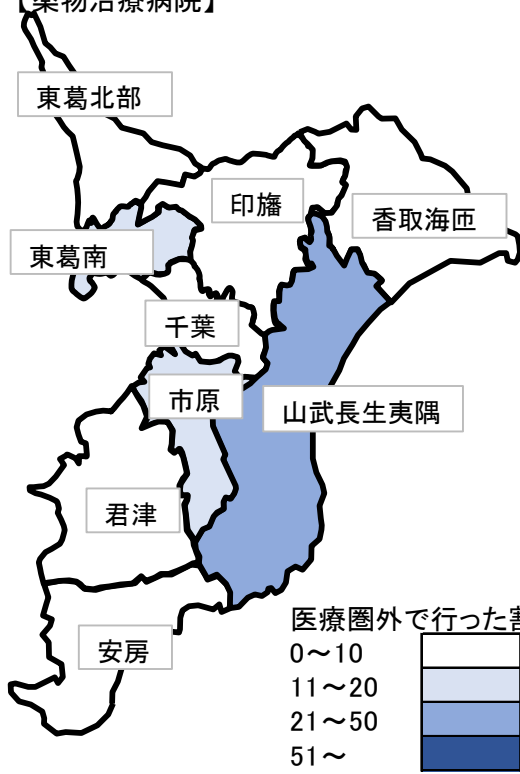 【薬物治療病院】
東葛北部
印旛
香取海匝
東葛南
千葉
市原
山武長生夷隅
君津
安房
医療圏外で行った割
0～10
11～20
21～50
51～